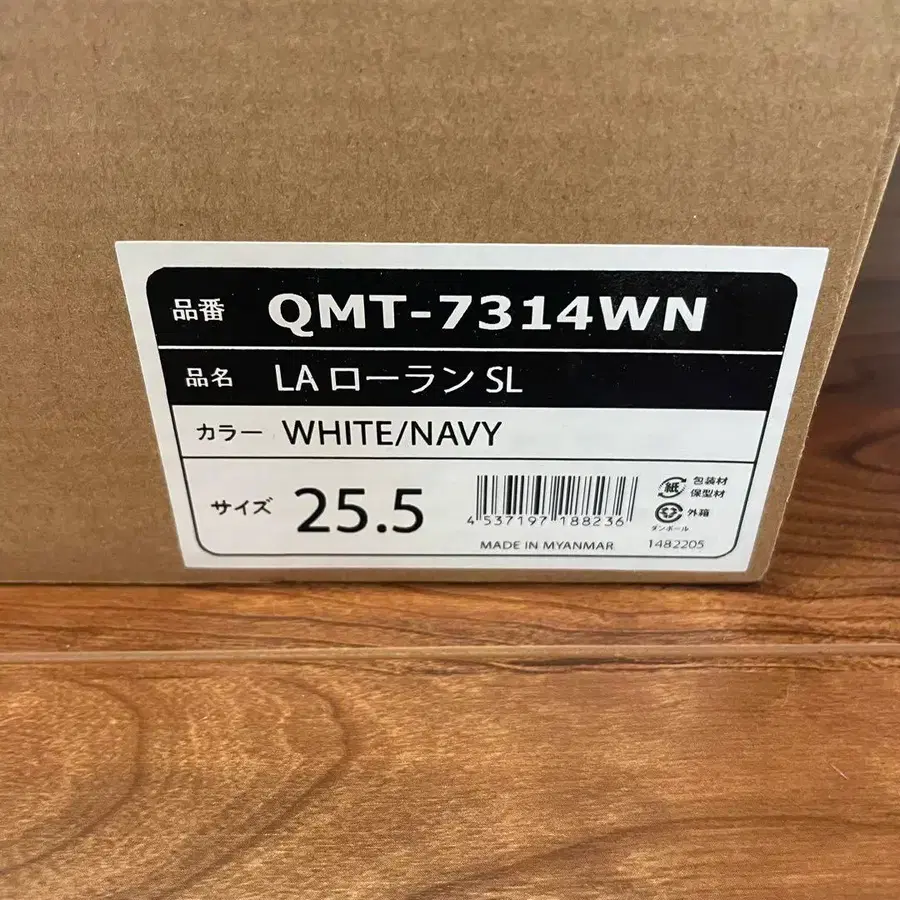 品番 QMT-7314WN
品名 LA ローラン SL
カラー WHITE/NAVY
サイズ 25.5
4 537197 188236
MADE IN MYANMAR
紙 包装材
保型材
外箱
ダンボール
1482205